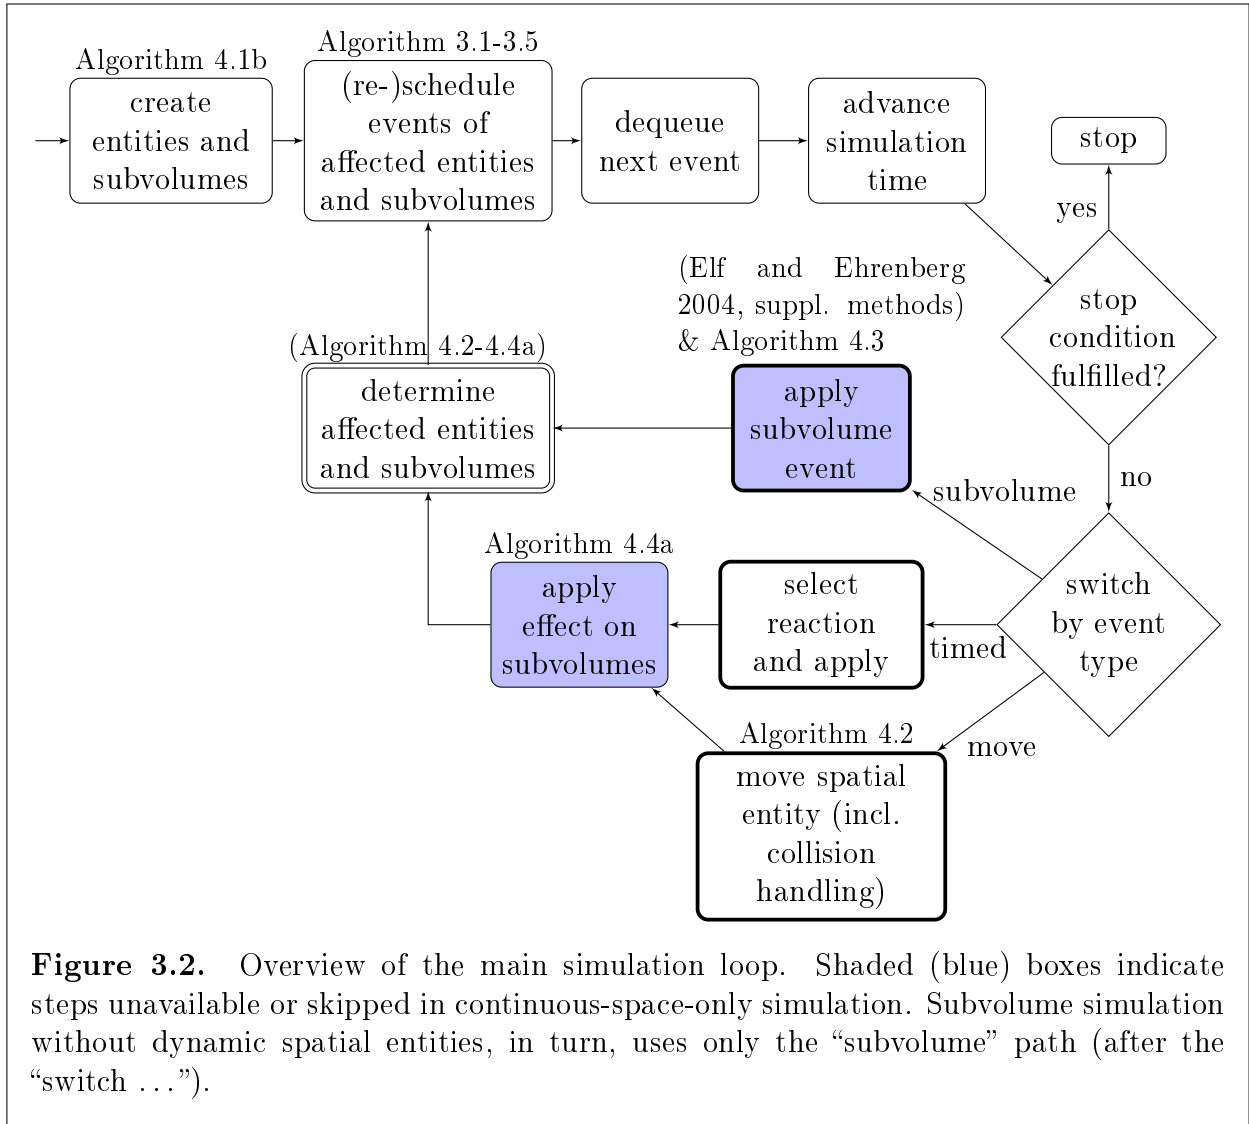 Algorithm 4.1b
create
entities and
subvolumes
Algorithm 3.1-3.5
(re-)schedule
events of
affected entities
and subvolumes
dequeue
next event
advance
simulation
time
stop
yes
stop
condition
fulfilled?
no
(Elf and Ehrenberg
2004, suppl. methods)
& Algorithm 4.3
apply
subvolume
event
subvolume
(Algorithm 4.2-4.4a)
determine
affected entities
and subvolumes
switch
by event
type
timed
select
reaction
and apply
Algorithm 4.4a
apply
effect on
subvolumes
move
Algorithm 4.2
move spatial
entity (incl.
collision
handling)
Figure 3.2. Overview of the main simulation loop. Shaded (blue) boxes indicate
steps unavailable or skipped in continuous-space-only simulation. Subvolume simulation
without dynamic spatial entities, in turn, uses only the “subvolume” path (after the
“switch ...”).